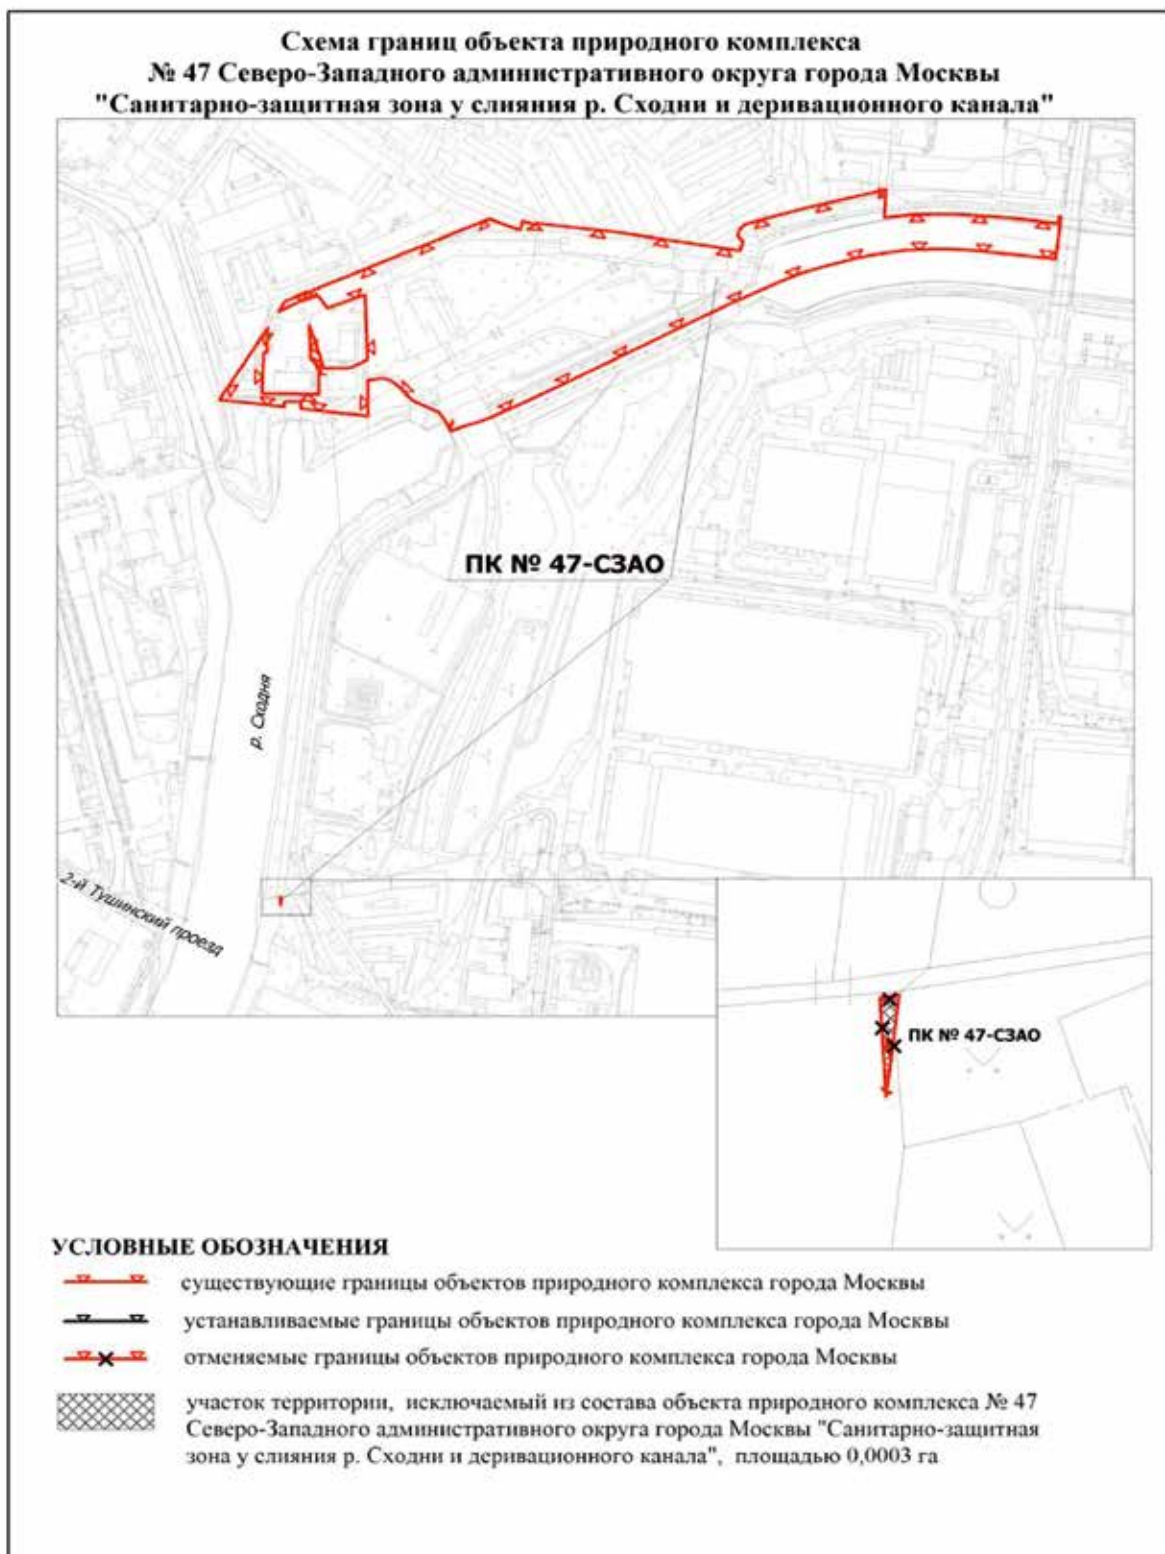 Схема границ объекта природного комплекса
№ 47 Северо-Западного административного округа города Москвы
"Санитарно-защитная зона у слияния р. Сходни и деривационного канала"
ПК № 47-СЗАО
р. Сходня
2-й Тушинский проезд
ПК № 47-СЗАО
УСЛОВНЫЕ ОБОЗНАЧЕНИЯ
существующие границы объектов природного комплекса города Москвы
устанавливаемые границы объектов природного комплекса города Москвы
отменяемые границы объектов природного комплекса города Москвы
участок территории, исключаемый из состава объекта природного комплекса № 47
Северо-Западного административного округа города Москвы "Санитарно-защитная
зона у слияния р. Сходни и деривационного канала", площадью 0,0003 га